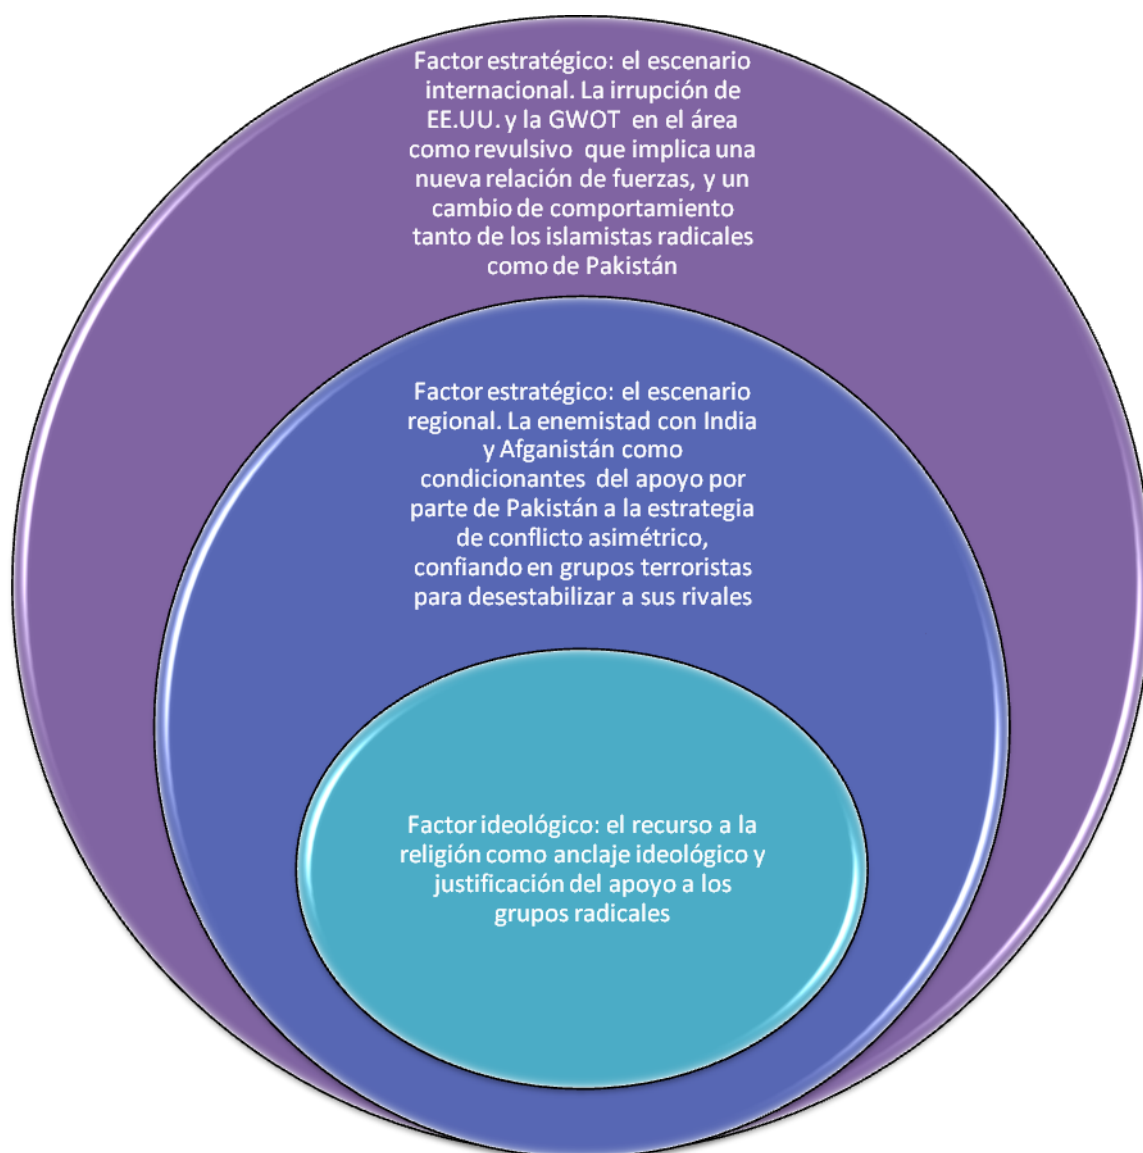 Factor estratégico: el escenario
internacional. La irrupción de
EE.UU. y la GWOT en el área
como revulsivo que implica una
nueva relación de fuerzas, y un
cambio de comportamiento
tanto de los islamistas radicales
como de Pakistán
Factor estratégico: el escenario
regional. La enemistad con India
y Afganistán como
condicionantes del apoyo por
parte de Pakistán a la estrategia
de conflicto asimétrico,
confiando en grupos terroristas
para desestabilizar a sus rivales
Factor ideológico: el recurso a la
religión como anclaje ideológico y
justificación del apoyo a los
grupos radicales